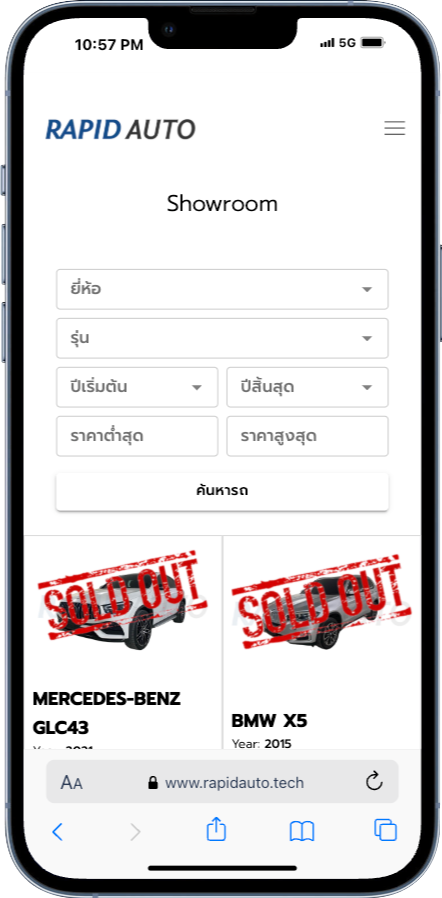 10:57 PM 5G
RAPID AUTO
Showroom
ยี่ห้อ
รุ่น
ปีเริ่มต้น ปีสิ้นสุด
ราคาต่ำสุด ราคาสูงสุด
ค้นหารถ
SOLD OUT SOLD OUT
MERCEDES-BENZ
GLC43
Year: 2021
BMW X5
Year: 2015
AA www.rapidauto.tech